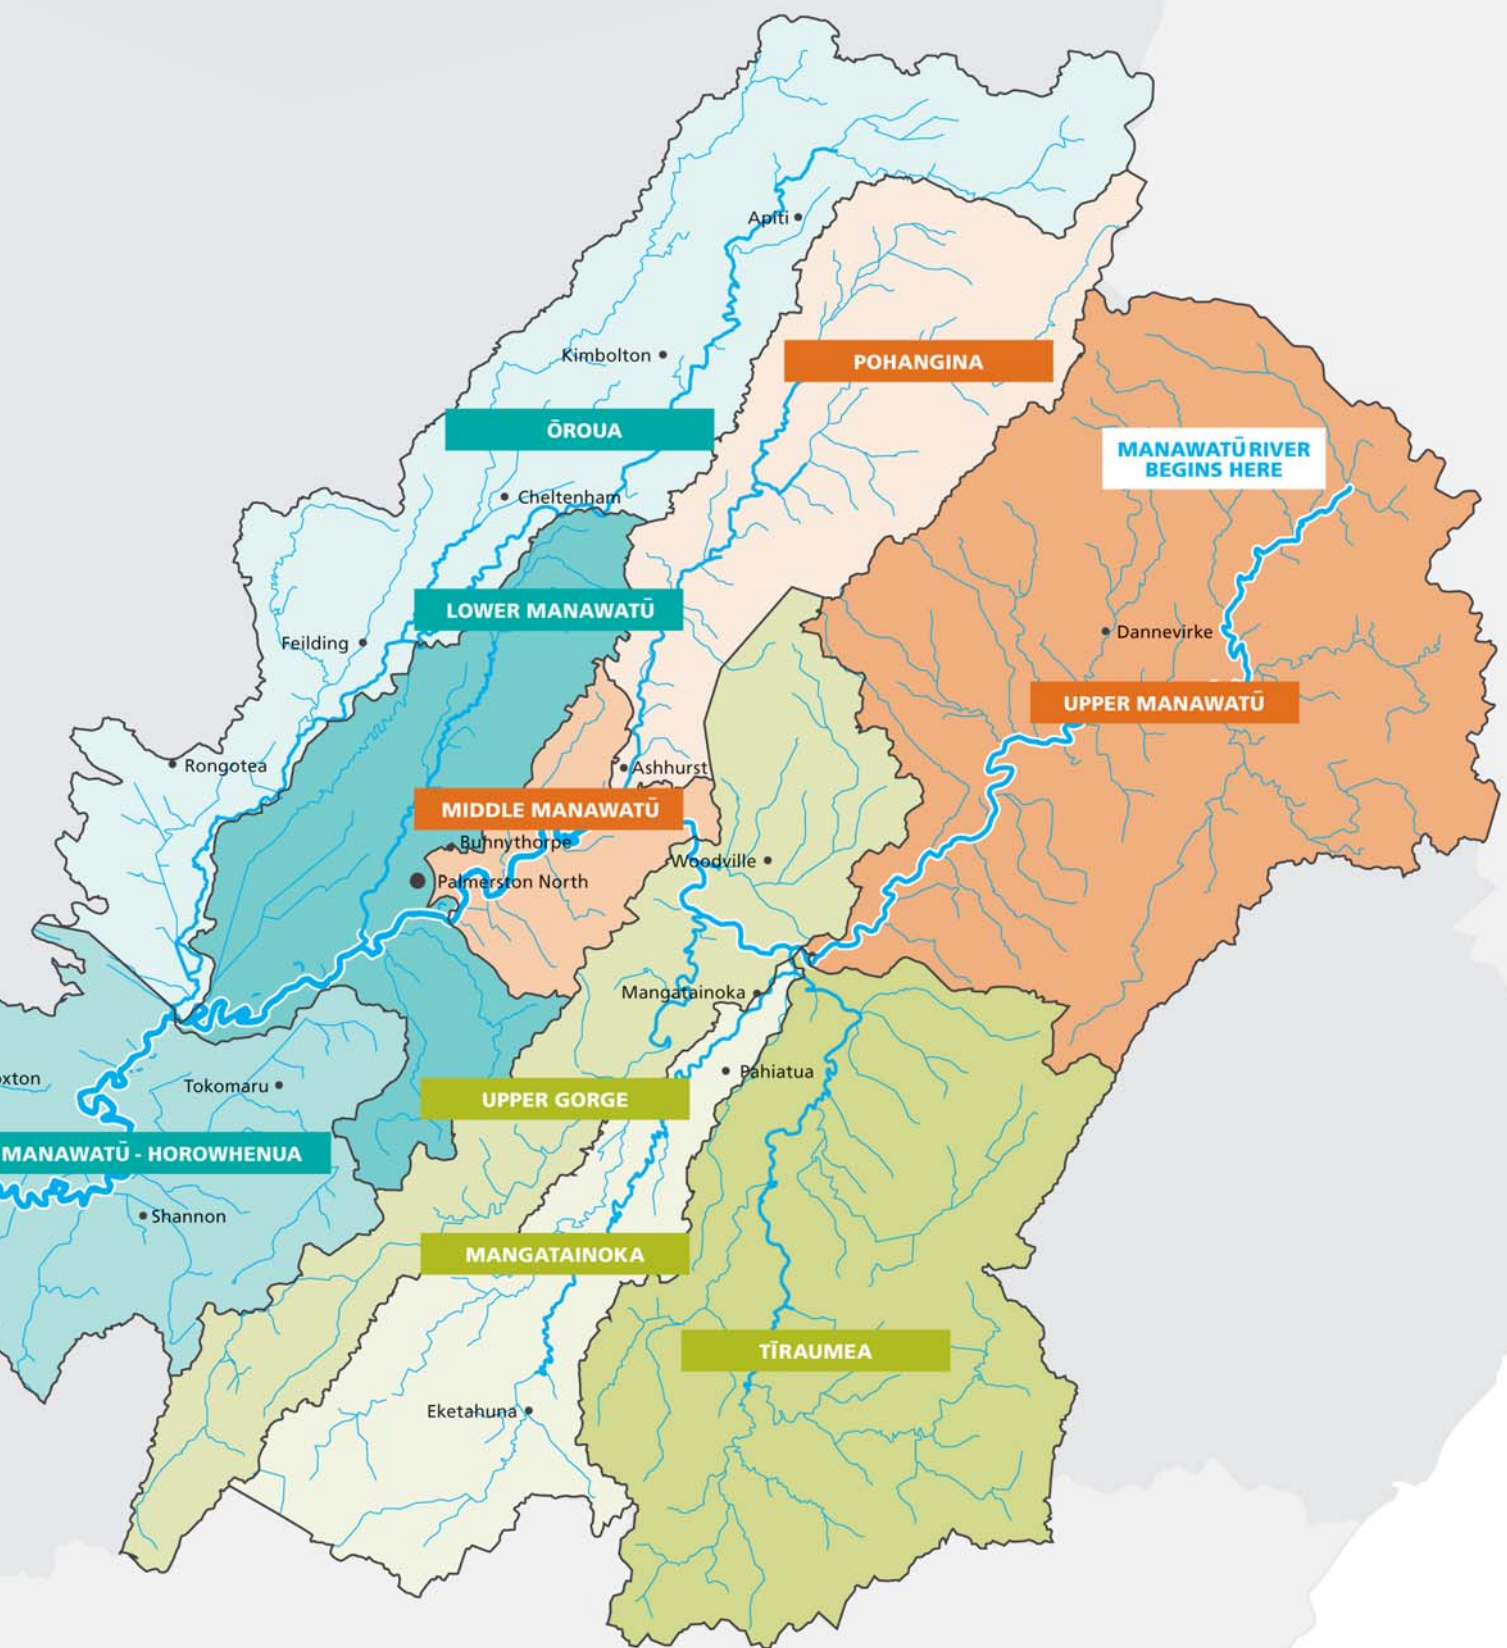 Apiti
Kimbolton
POHANGINA
ŌROUA
MANAWATŪ RIVER
BEGINS HERE
Cheltenham
LOWER MANAWATŪ
Feilding
Dannevirke
UPPER MANAWATŪ
Rongotea
Ashhurst
MIDDLE MANAWATŪ
Bunnythorpe
Woodville
Palmerston North
Mangatainoka
Pahiatua
oxton
Tokomaru
UPPER GORGE
MANAWATŪ - HOROWHENUA
Shannon
MANGATAINOKA
TĪRAUMEA
Eketahuna